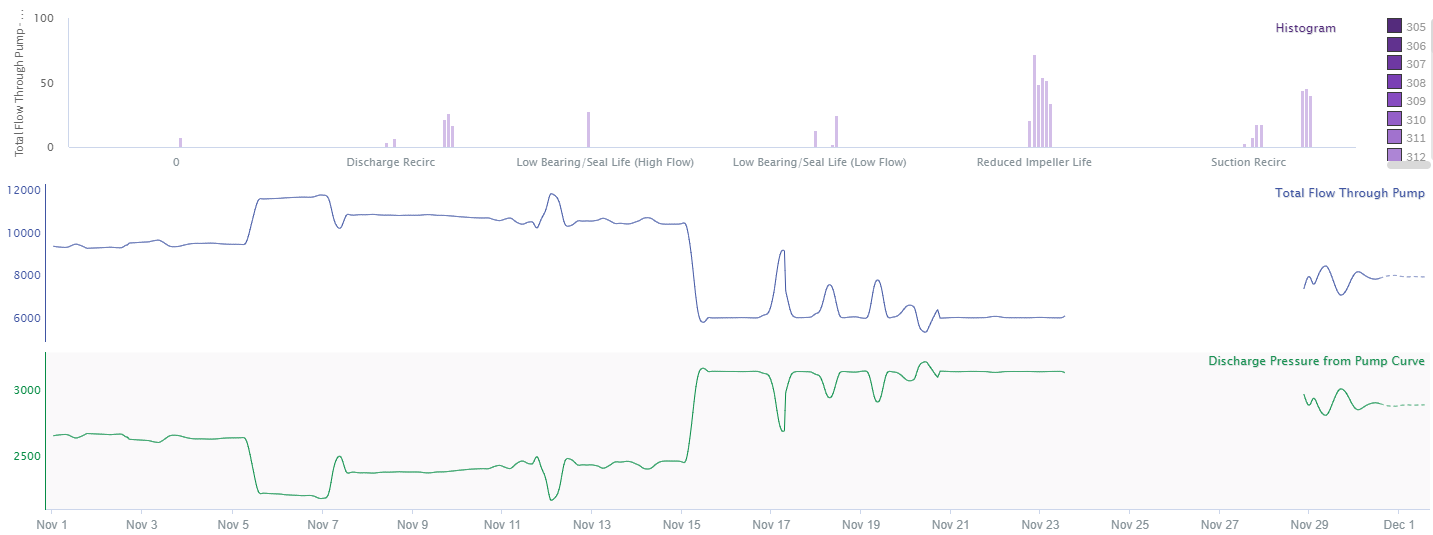 Total Flow Through Pump - ...
100
50
0
Histogram
0
Discharge Recirc
Low Bearing/Seal Life (High Flow)
Low Bearing/Seal Life (Low Flow)
Reduced Impeller Life
Suction Recirc
305
306
307
308
309
310
311
312
12000
10000
8000
6000
Total Flow Through Pump
3000
2500
Discharge Pressure from Pump Curve
Nov 1
Nov 3
Nov 5
Nov 7
Nov 9
Nov 11
Nov 13
Nov 15
Nov 17
Nov 19
Nov 21
Nov 23
Nov 25
Nov 27
Nov 29
Dec 1